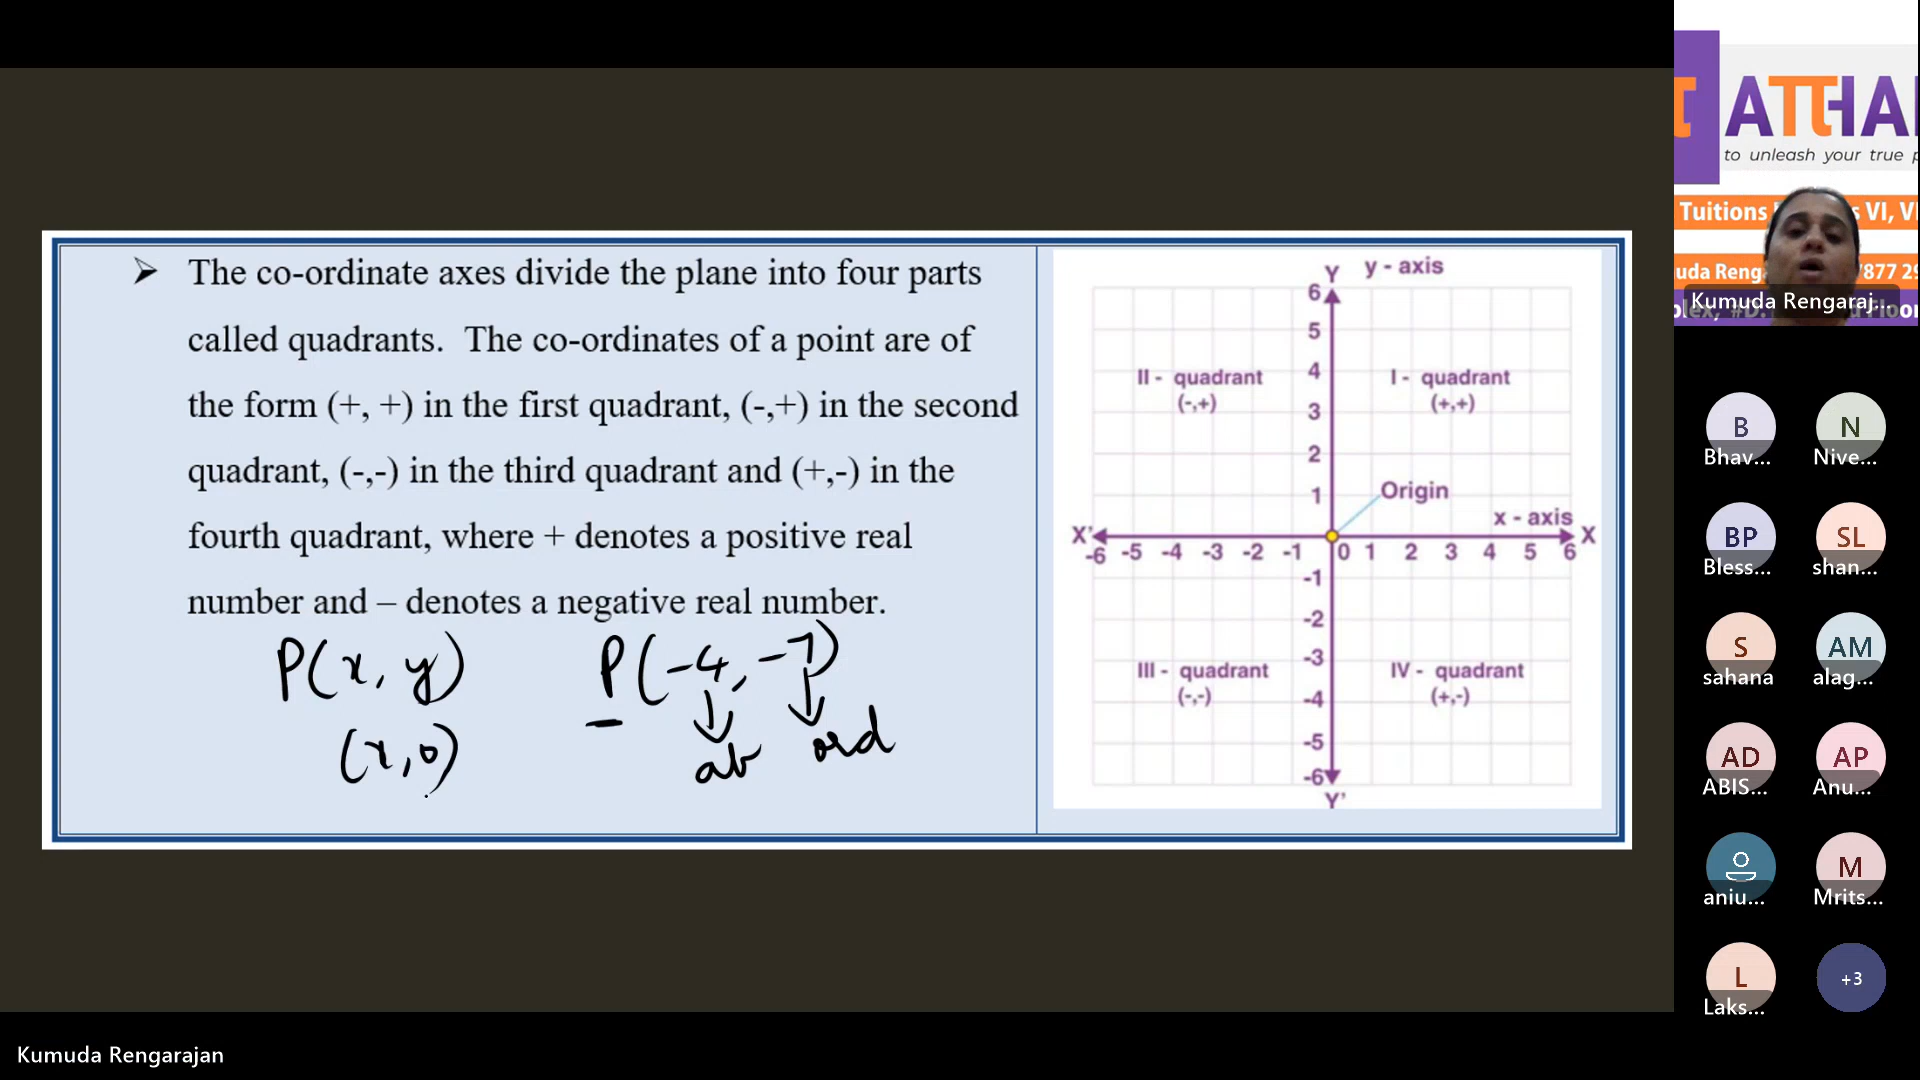 ➤ The co-ordinate axes divide the plane into four parts
called quadrants. The co-ordinates of a point are of
the form (+, +) in the first quadrant, (-,+) in the second
quadrant, (-,-) in the third quadrant and (+,-) in the
fourth quadrant, where + denotes a positive real
number and – denotes a negative real number.
P(x, y)
(x,0)
P(-4, -7)
ab ord
Y y - axis
6
5
4
3
2
1
II - quadrant
(-,+)
I - quadrant
(+,+)
Origin
x - axis
X' X
-6 -5 -4 -3 -2 -1 0 1 2 3 4 5 6
-1
-2
-3
-4
-5
-6
III - quadrant
(-,-)
IV - quadrant
(+,-)
Y'
to unleash your true
Tuitions VI,
877 29
Kumuda Rengaraj...
B N
Bhav... Nive...
BP SL
Bless... shan...
S AM
sahana alag...
AD AP
ABIS... Anu...
M
aniu... Mrits...
L +3
Laks...
Kumuda Rengarajan